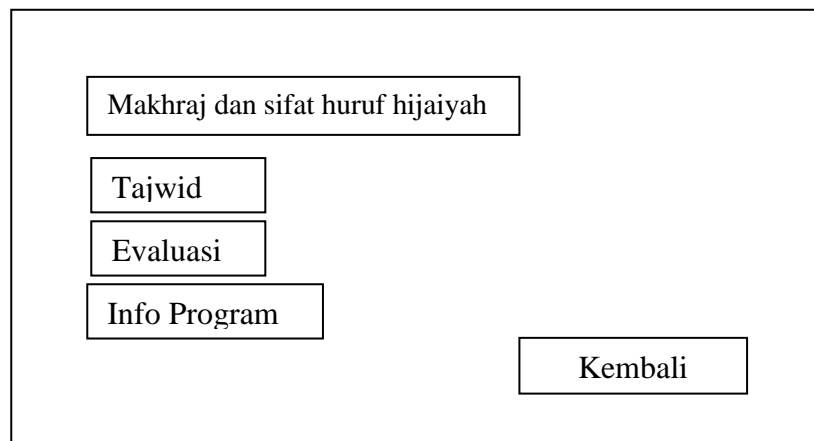 Makhraj dan sifat huruf hijaiyah
Tajwid
Evaluasi
Info Program
Kembali